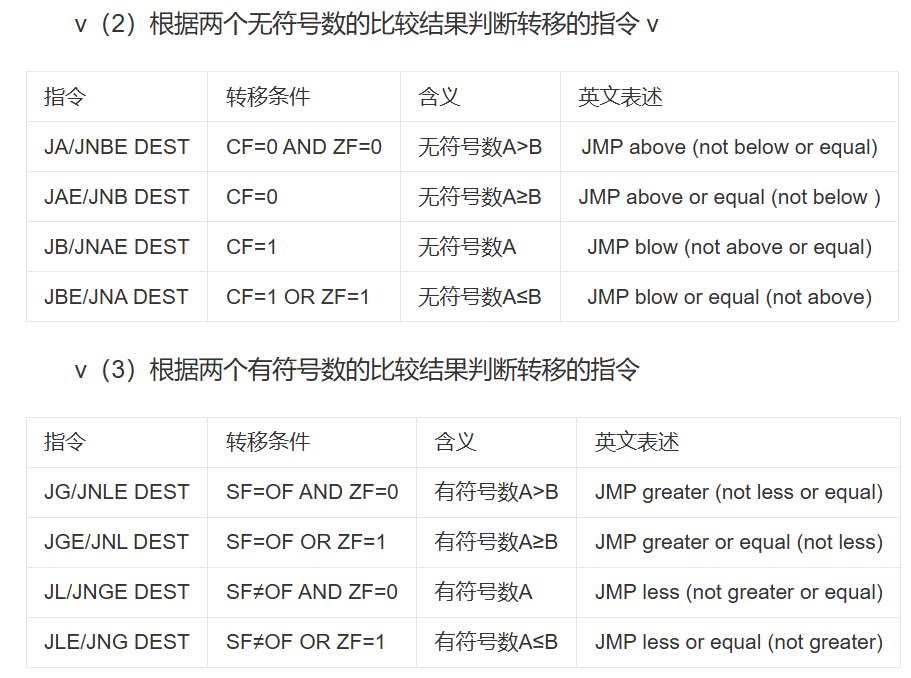 v（2）根据两个无符号数的比较结果判断转移的指令 v
指令 转移条件 含义 英文表述
JA/JNBE DEST CF=0 AND ZF=0 无符号数A>B JMP above (not below or equal)
JAE/JNB DEST CF=0 无符号数A≥B JMP above or equal (not below )
JB/JNAE DEST CF=1 无符号数A JMP blow (not above or equal)
JBE/JNA DEST CF=1 OR ZF=1 无符号数A≤B JMP blow or equal (not above)
v（3）根据两个有符号数的比较结果判断转移的指令
指令 转移条件 含义 英文表述
JG/JNLE DEST SF=OF AND ZF=0 有符号数A>B JMP greater (not less or equal)
JGE/JNL DEST SF=OF OR ZF=1 有符号数A≥B JMP greater or equal (not less)
JL/JNGE DEST SF≠OF AND ZF=0 有符号数A JMP less (not greater or equal)
JLE/JNG DEST SF≠OF OR ZF=1 有符号数A≤B JMP less or equal (not greater)